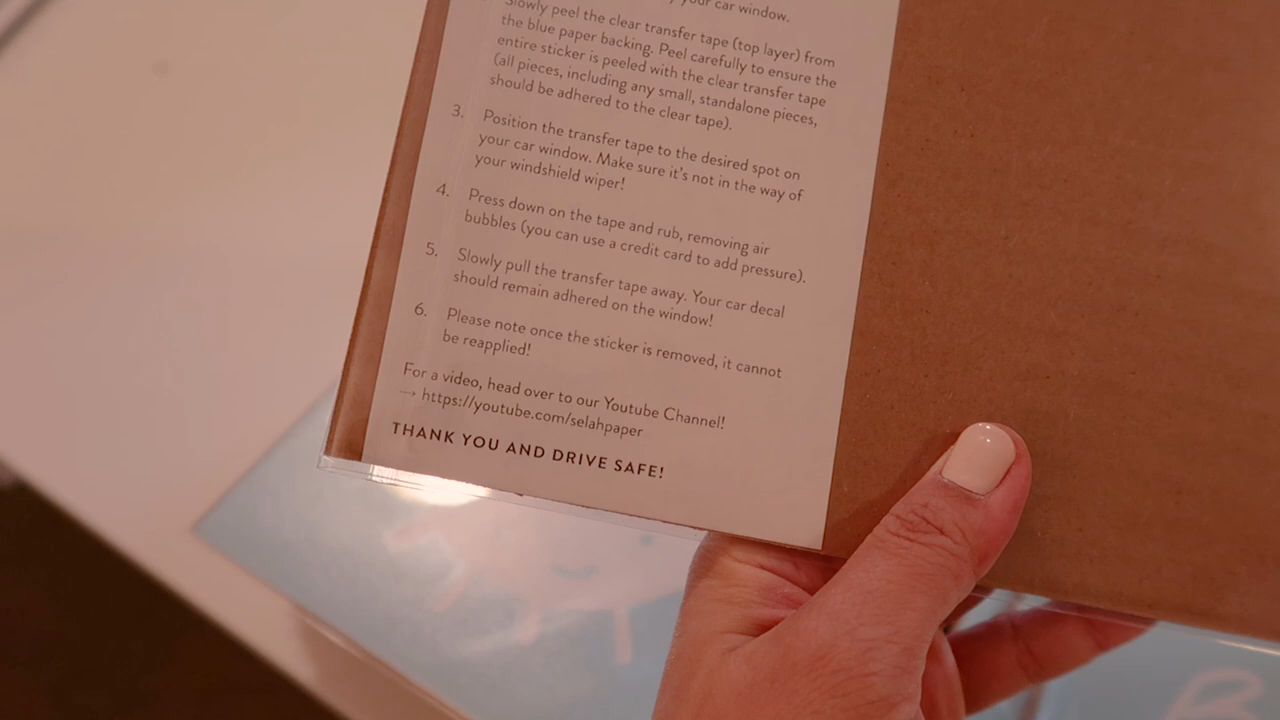 your car window.
Slowly peel the clear transfer tape (top layer) from
the blue paper backing. Peel carefully to ensure the
entire sticker is peeled with the clear transfer tape
(all pieces, including any small, standalone pieces,
should be adhered to the clear tape).
3. Position the transfer tape to the desired spot on
your car window. Make sure it's not in the way of
your windshield wiper!
4. Press down on the tape and rub, removing air
bubbles (you can use a credit card to add pressure).
5. Slowly pull the transfer tape away. Your car decal
should remain adhered on the window!
6. Please note once the sticker is removed, it cannot
be reapplied!
For a video, head over to our Youtube Channel!
→ https://youtube.com/selahpaper
THANK YOU AND DRIVE SAFE!